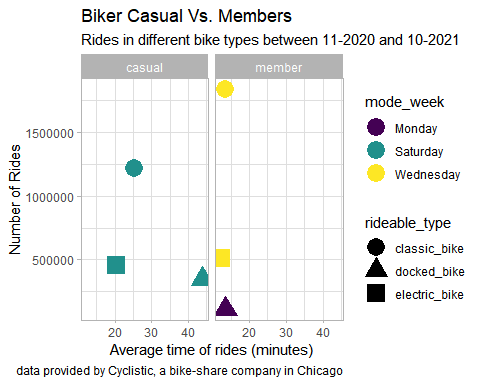 Biker Casual Vs. Members
Rides in different bike types between 11-2020 and 10-2021
casual
member
Number of Rides
1500000
1000000
500000
20 30 40
20 30 40
Average time of rides (minutes)
mode_week
Monday
Saturday
Wednesday
rideable_type
classic_bike
docked_bike
electric_bike
data provided by Cyclistic, a bike-share company in Chicago